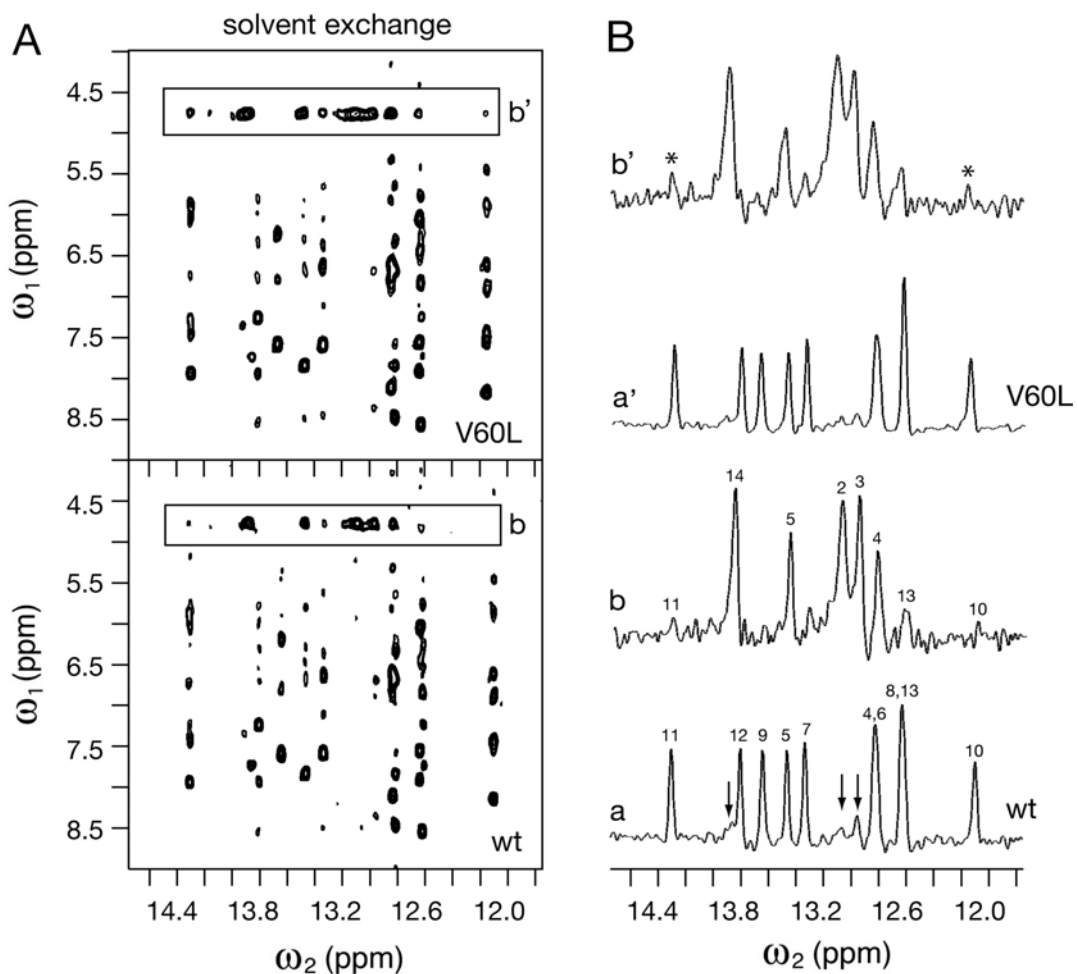 A
solvent exchange
4.5
b’
5.5
6.5
7.5
8.5
V60L
ω1 (ppm)
4.5
b
5.5
6.5
7.5
8.5
wt
ω1 (ppm)
14.4 13.8 13.2 12.6 12.0
ω2 (ppm)
B
b’
* *
a’
V60L
b
11 14 5 2 3 4 13 10
a
11 12 9 5 7 4,6 8,13 10
wt
14.4 13.8 13.2 12.6 12.0
ω2 (ppm)